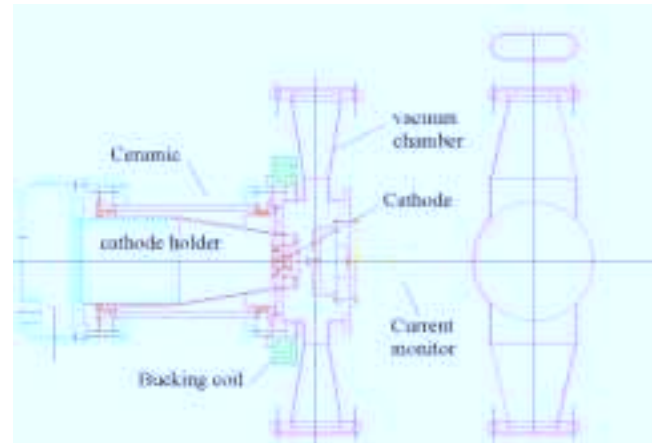 vacuum
chamber
Ceramic
Cathode
cathode holder
Current
monitor
Bucking coil